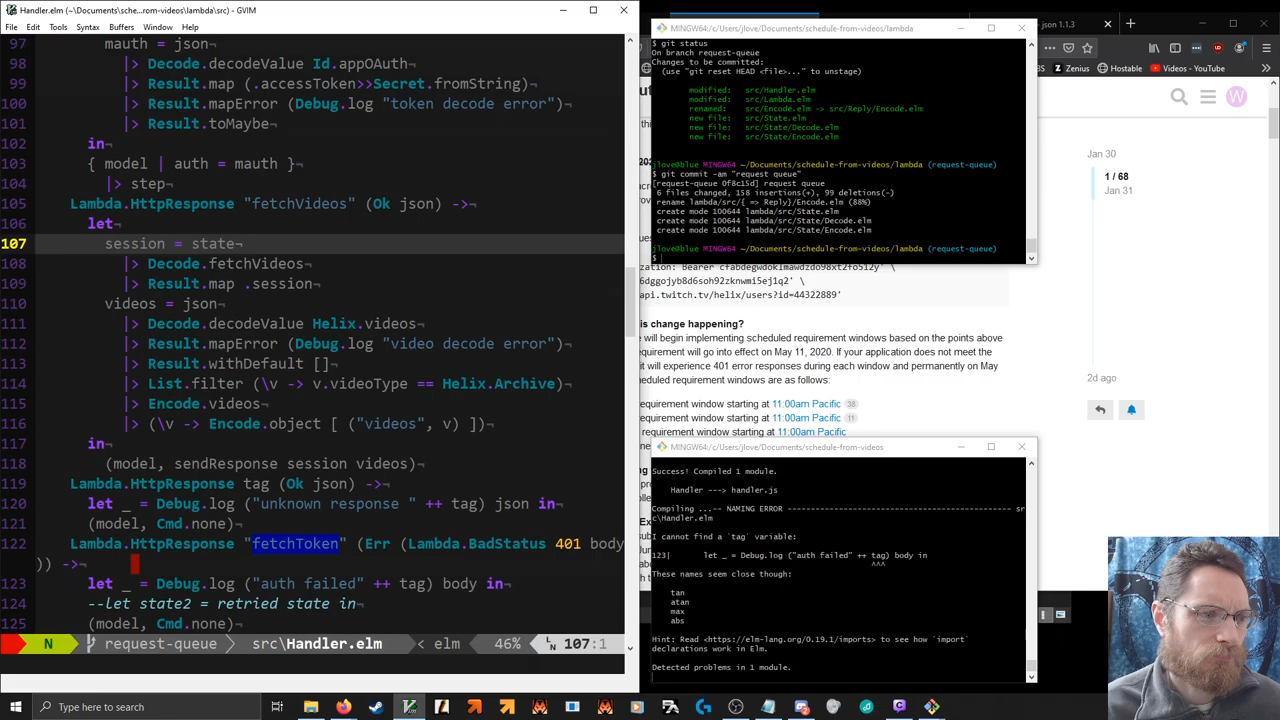 Handler.elm (~\Documents\sche...rom-videos\lambda\src) - GVIM
File Edit Tools Syntax Buffers Window Help
97 mauth = json¬
98 |> Decode.decodeValue Id.appOAuth¬
99 |> Result.map (.accessToken>>Secret.fromString)¬
100 |> Result.mapError (Debug.log "token decode error")¬
101 |> Result.toMaybe¬
102 in¬
103 { model | auth = mauth }¬
104 |> step¬
105 Lambda.HttpResponse "fetchVideos" (Ok json) ->¬
106 let¬
107 session = state¬
108 |> Decode.fromString¬
109 |> Result.map .session¬
110 videos = json¬
111 |> Decode.decodeValue Helix.videos¬
112 |> Result.mapError (Debug.log "video decode error")¬
113 |> Result.withDefault []¬
114 |> List.filter (\v -> v.videoType == Helix.Archive)¬
115 |> Encode.videos¬
116 |> (\v -> Encode.object [ ("videos", v) ])¬
117 in¬
118 (model, sendResponse session videos)¬
119 Lambda.HttpResponse tag (Ok json) ->¬
120 let _ = Debug.log ("unknown response " ++ tag) json in¬
121 (model, Cmd.none)¬
122 Lambda.HttpResponse "fetchToken" (Err (Lambda.BadStatus 401 body
)) ->¬
123 let _ = Debug.log ("auth failed" ++ tag) body in¬
124 --let state2 = retried state in¬
125 (model, Cmd.none)¬
N request-queue src\Handler.elm elm 46% 107:1
MINGW64:/c/Users/jlove/Documents/schedule-from-videos/lambda
$ git status
On branch request-queue
Changes to be committed:
(use "git reset HEAD <file>..." to unstage)
modified: src/Handler.elm
modified: src/Lambda.elm
renamed: src/Encode.elm -> src/Reply/Encode.elm
new file: src/State.elm
new file: src/State/Decode.elm
new file: src/State/Encode.elm
jlove@blue MINGW64 ~/Documents/schedule-from-videos/lambda (request-queue)
$ git commit -am "request queue"
[request-queue 0f8c15d] request queue
6 files changed, 158 insertions(+), 99 deletions(-)
rename lambda/src/{ => Reply}/Encode.elm (88%)
create mode 100644 lambda/src/State.elm
create mode 100644 lambda/src/State/Decode.elm
create mode 100644 lambda/src/State/Encode.elm
jlove@blue MINGW64 ~/Documents/schedule-from-videos/lambda (request-queue)
$
json 1.1.3
Zenius Hostable Videos - YouTube
W
Jan 30
1 / 68
Jan 31
2d ago
api.twitch.tv/helix/users?id=44322889'
is change happening?
will begin implementing scheduled requirement windows based on the points above
requirement will go into effect on May 11, 2020. If your application does not meet the
it will experience 401 error responses during each window and permanently on May
heduled requirement windows are as follows:
equirement window starting at 11:00am Pacific 38
equirement window starting at 11:00am Pacific 11
requirement window starting at 11:00am Pacific
MINGW64:/c/Users/jlove/Documents/schedule-from-videos
Success! Compiled 1 module.
Handler ---> handler.js
Compiling ...-- NAMING ERROR --------------------------------------------- sr
c\Handler.elm
I cannot find a `tag` variable:
123| let _ = Debug.log ("auth failed" ++ tag) body in
^^^
These names seem close though:
tan
atan
max
abs
Hint: Read <https://elm-lang.org/0.19.1/imports> to see how `import`
declarations work in Elm.
Detected problems in 1 module.
Type here to search